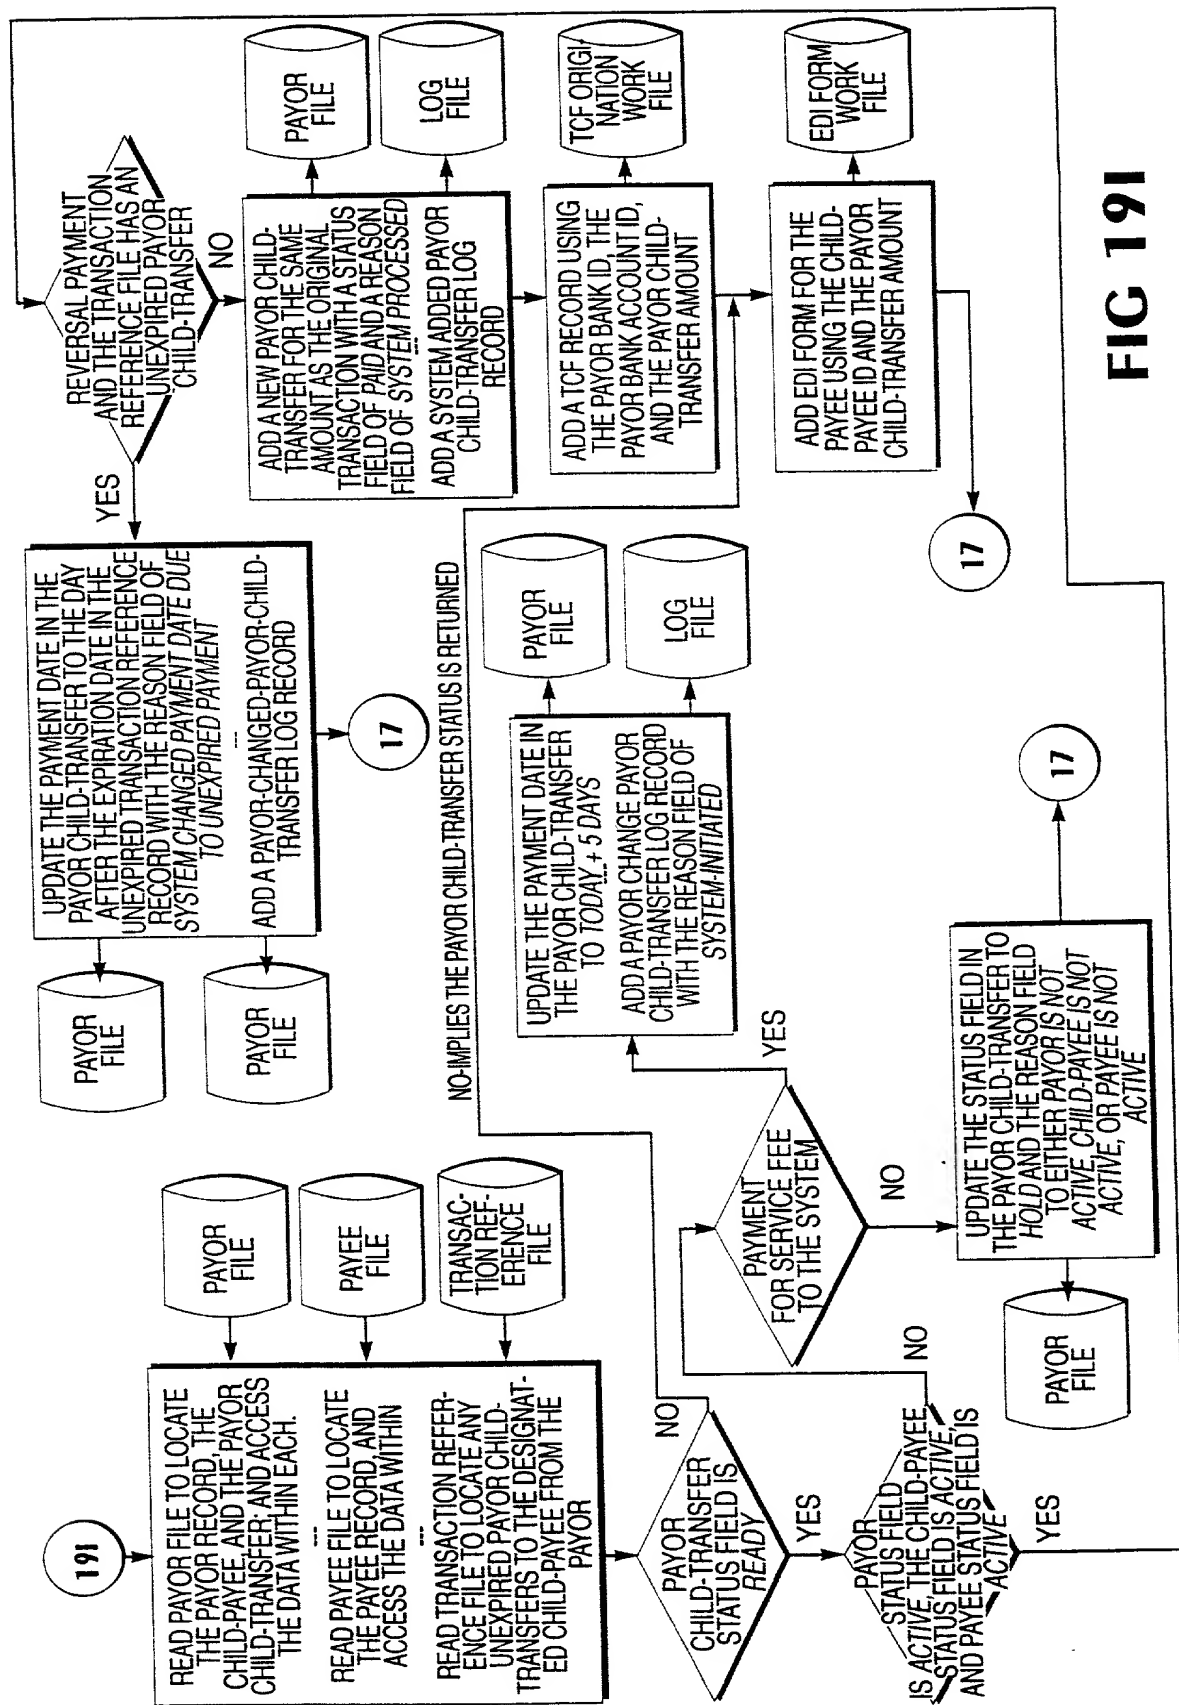 19I
READ PAYOR FILE TO LOCATE
THE PAYOR RECORD, THE
CHILD-PAYEE, AND THE PAYOR
CHILD-TRANSFER; AND ACCESS
THE DATA WITHIN EACH.
---
READ PAYEE FILE TO LOCATE
THE PAYEE RECORD, AND
ACCESS THE DATA WITHIN
---
READ TRANSACTION REFER-
ENCE FILE TO LOCATE ANY
UNEXPIRED PAYOR CHILD-
TRANSFERS TO THE DESIGNAT-
ED CHILD-PAYEE FROM THE
PAYOR
PAYOR
FILE
PAYEE
FILE
TRANSAC-
TION REF-
ERENCE
FILE
PAYOR
CHILD-TRANSFER
STATUS FIELD IS
READY
NO
YES
NO-IMPLIES THE PAYOR CHILD-TRANSFER STATUS IS RETURNED
PAYOR
STATUS FIELD
IS ACTIVE, THE CHILD-PAYEE
STATUS FIELD IS ACTIVE,
AND PAYEE STATUS FIELD IS
ACTIVE
NO
YES
PAYMENT
FOR SERVICE FEE
TO THE SYSTEM
YES
NO
UPDATE THE PAYMENT DATE IN
THE PAYOR CHILD-TRANSFER
TO TODAY + 5 DAYS
---
ADD A PAYOR CHANGE PAYOR
CHILD-TRANSFER LOG RECORD
WITH THE REASON FIELD OF
SYSTEM-INITIATED
PAYOR
FILE
LOG
FILE
UPDATE THE STATUS FIELD IN
THE PAYOR CHILD-TRANSFER TO
HOLD AND THE REASON FIELD
TO EITHER PAYOR IS NOT
ACTIVE, CHILD-PAYEE IS NOT
ACTIVE, OR PAYEE IS NOT
ACTIVE
PAYOR
FILE
17
REVERSAL PAYMENT
AND THE TRANSACTION
REFERENCE FILE HAS AN
UNEXPIRED PAYOR
CHILD-TRANSFER
YES
NO
UPDATE THE PAYMENT DATE IN THE
PAYOR CHILD-TRANSFER TO THE DAY
AFTER THE EXPIRATION DATE IN THE
UNEXPIRED TRANSACTION REFERENCE
RECORD WITH THE REASON FIELD OF
SYSTEM CHANGED PAYMENT DATE DUE
TO UNEXPIRED PAYMENT
---
ADD A PAYOR-CHANGED-PAYOR-CHILD-
TRANSFER LOG RECORD
PAYOR
FILE
PAYOR
FILE
17
ADD A NEW PAYOR CHILD-
TRANSFER FOR THE SAME
AMOUNT AS THE ORIGINAL
TRANSACTION WITH A STATUS
FIELD OF PAID AND A REASON
FIELD OF SYSTEM PROCESSED
---
ADD A SYSTEM ADDED PAYOR
CHILD-TRANSFER LOG
RECORD
PAYOR
FILE
LOG
FILE
ADD A TCF RECORD USING
THE PAYOR BANK ID, THE
PAYOR BANK ACCOUNT ID,
AND THE PAYOR CHILD-
TRANSFER AMOUNT
TCF ORIGI-
NATION
WORK
FILE
ADD EDI FORM FOR THE
PAYEE USING THE CHILD-
PAYEE ID AND THE PAYOR
CHILD-TRANSFER AMOUNT
EDI FORM
WORK
FILE
17
FIG 19I